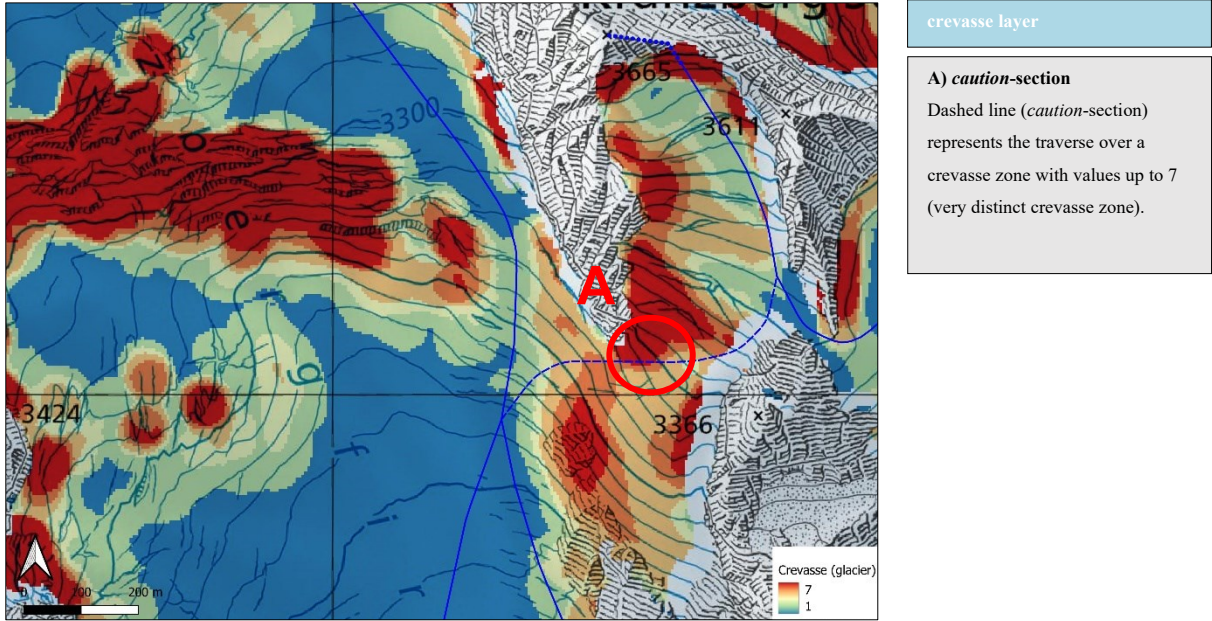 3665
3611
3300
A
3424
3366
g
f
i
r
0 100 200 m
Crevasse (glacier)
7
1
crevasse layer
A) caution-section
Dashed line (caution-section)
represents the traverse over a
crevasse zone with values up to 7
(very distinct crevasse zone).